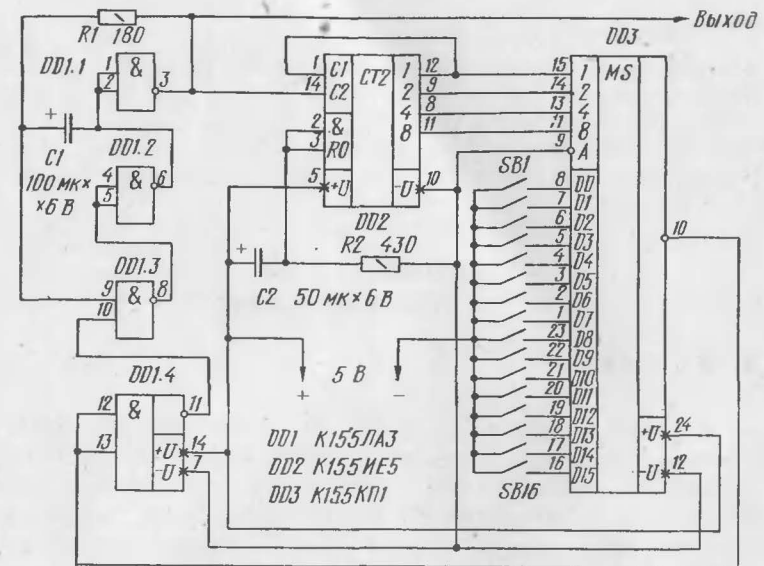 R1 180
Выход
DD1.1
1
2
&
3
C1
+
100 мк×
×6 В
DD1.2
4
5
&
6
DD1.3
9
10
&
8
DD1.4
12
13
&
11
+U 14
-U 7
1 C1
14 C2
2 &
3 R0
5 +U
CT2
1 12
2 9
4 8
8 11
-U 10
DD2
R2 430
+
C2 50 мк×6 В
5 В
+ -
DD1 К155ЛА3
DD2 К155ИЕ5
DD3 К155КП1
DD3
MS
15 1
14 2
13 4
11 8
9 A
SB1
8 D0
7 D1
6 D2
5 D3
4 D4
3 D5
2 D6
1 D7
23 D8
22 D9
21 D10
20 D11
19 D12
18 D13
17 D14
16 D15
SB16
10
+U 24
-U 12